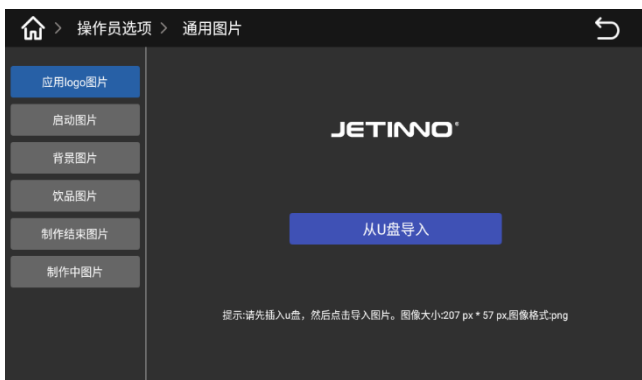 操作员选项 > 通用图片
应用logo图片
启动图片
背景图片
饮品图片
制作结束图片
制作中图片
JETINNO®
从U盘导入
提示:请先插入u盘，然后点击导入图片。图像大小:207 px * 57 px,图像格式:png